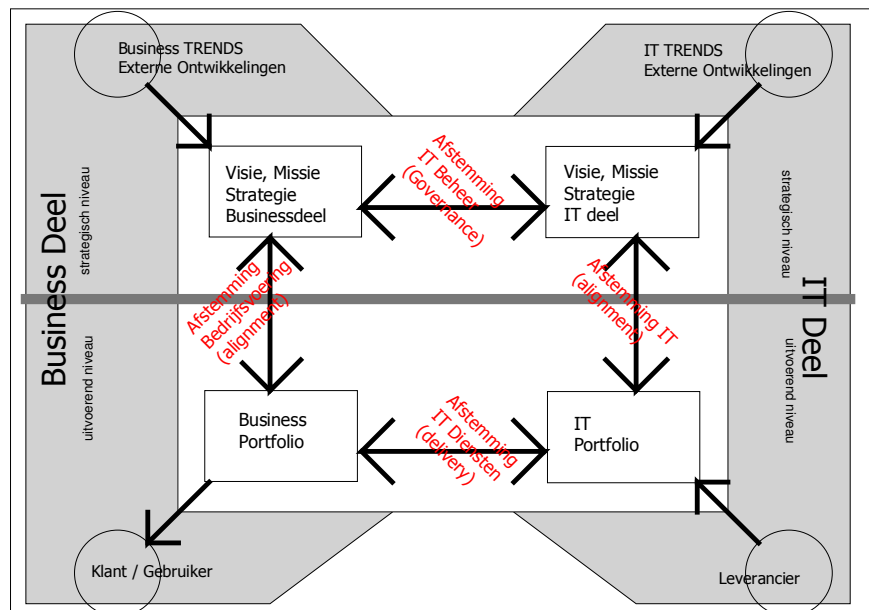 Business TRENDS
Externe Ontwikkelingen
IT TRENDS
Externe Ontwikkelingen
Business Deel
strategisch niveau
uitvoerend niveau
Visie, Missie
Strategie
Businessdeel
Afstemming
IT Beheer
(Governance)
Visie, Missie
Strategie
IT deel
strategisch niveau
IT Deel
uitvoerend niveau
Afstemming
Bedrijfsvoering
(alignment)
Afstemming IT
(alignment)
Business
Portfolio
Afstemming
IT Diensten
(delivery)
IT
Portfolio
Klant / Gebruiker
Leverancier